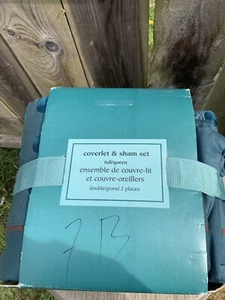 coverlet & sham set
full/queen
ensemble de couvre-lit
et couvre-oreillers
double/grand 2 places